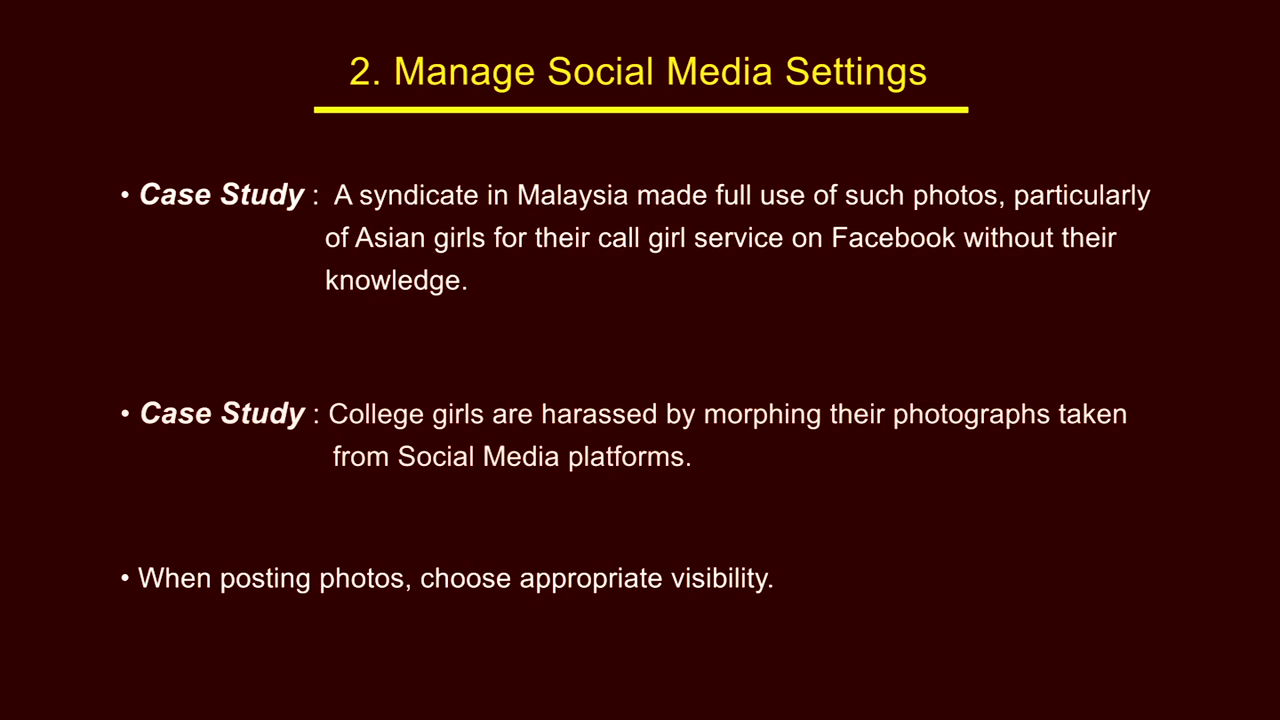 2. Manage Social Media Settings
• Case Study : A syndicate in Malaysia made full use of such photos, particularly
of Asian girls for their call girl service on Facebook without their
knowledge.
• Case Study : College girls are harassed by morphing their photographs taken
from Social Media platforms.
• When posting photos, choose appropriate visibility.